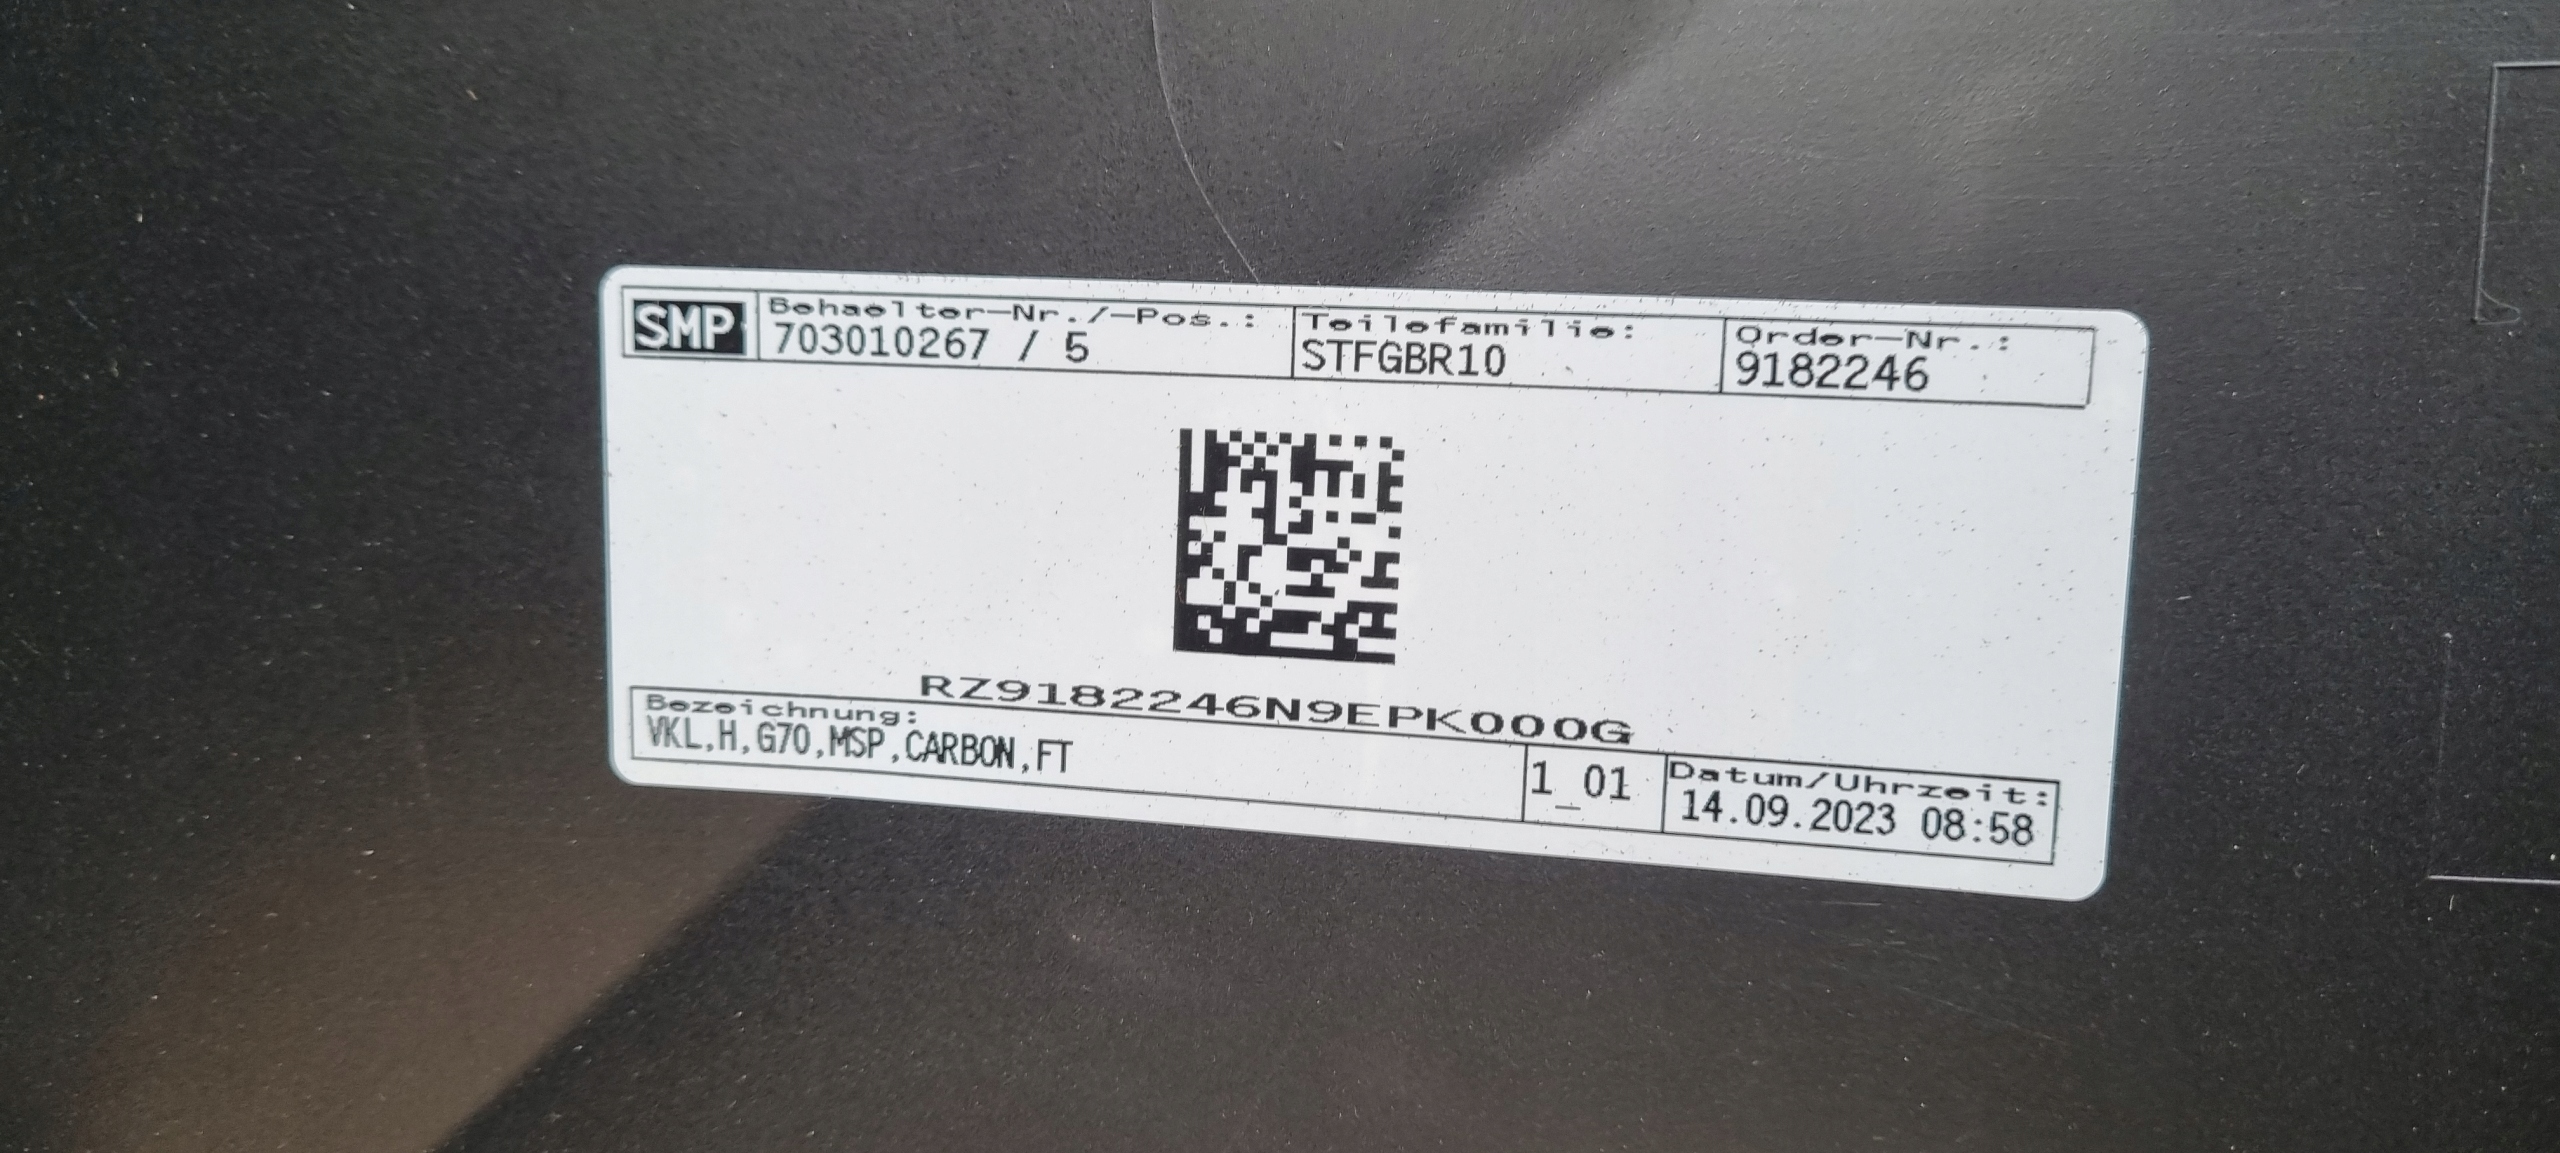 SMP
Behaelter-Nr./-Pos.:
703010267 / 5
Teilefamilie:
STFGBR10
Order-Nr.:
9182246
RZ9182246N9EPK000G
Bezeichnung:
VKL,H,G70,MSP,CARBON,FT
1_01
Datum/Uhrzeit:
14.09.2023 08:58